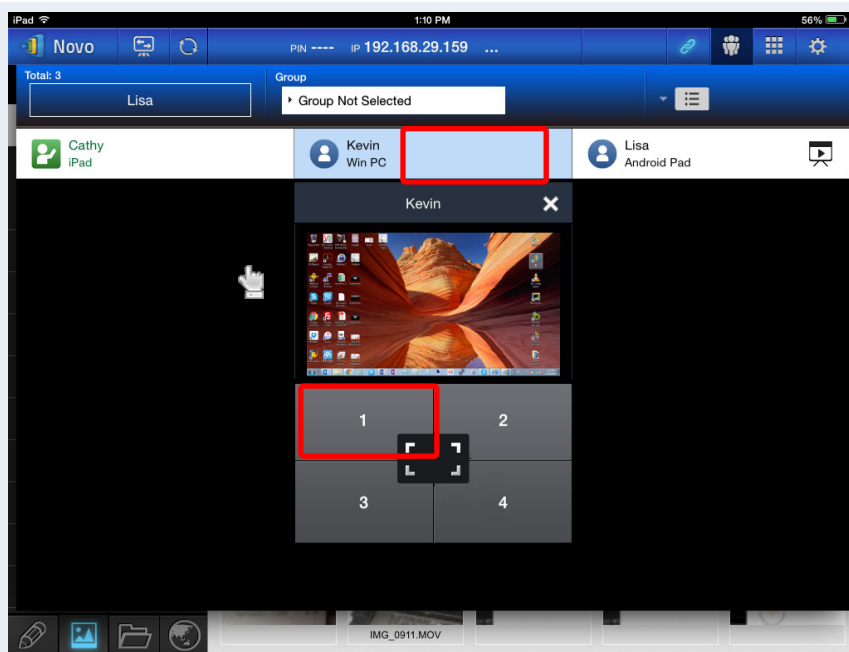 iPad 1:10 PM 56%
Novo PIN ---- IP 192.168.29.159 ...
Total: 3 Group
Lisa Group Not Selected
Cathy Kevin Lisa
iPad Win PC Android Pad
Kevin
1 2
3 4
IMG_0911.MOV